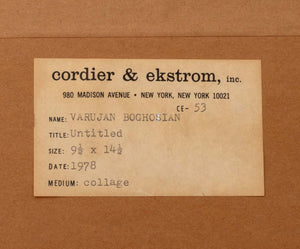 cordier & ekstrom, inc.
980 MADISON AVENUE • NEW YORK, NEW YORK 10021
CE- 53
NAME: VARUJAN BOGHOSIAN
TITLE: Untitled
SIZE: 9½ x 14½
DATE: 1978
MEDIUM: collage